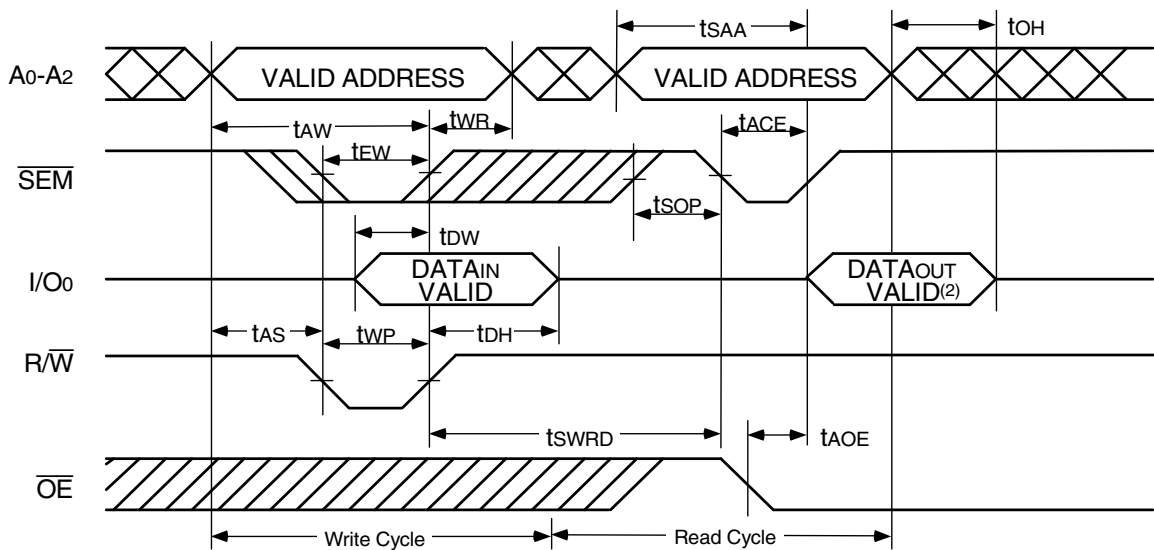 tSAA
tOH
A0-A2
VALID ADDRESS
VALID ADDRESS
tAW
tWR
tACE
tEW
SEM
tSOP
tDW
I/O0
DATAIN
VALID
DATAOUT
VALID(2)
tAS
tWP
tDH
R/W
tSWRD
tAOE
OE
Write Cycle
Read Cycle